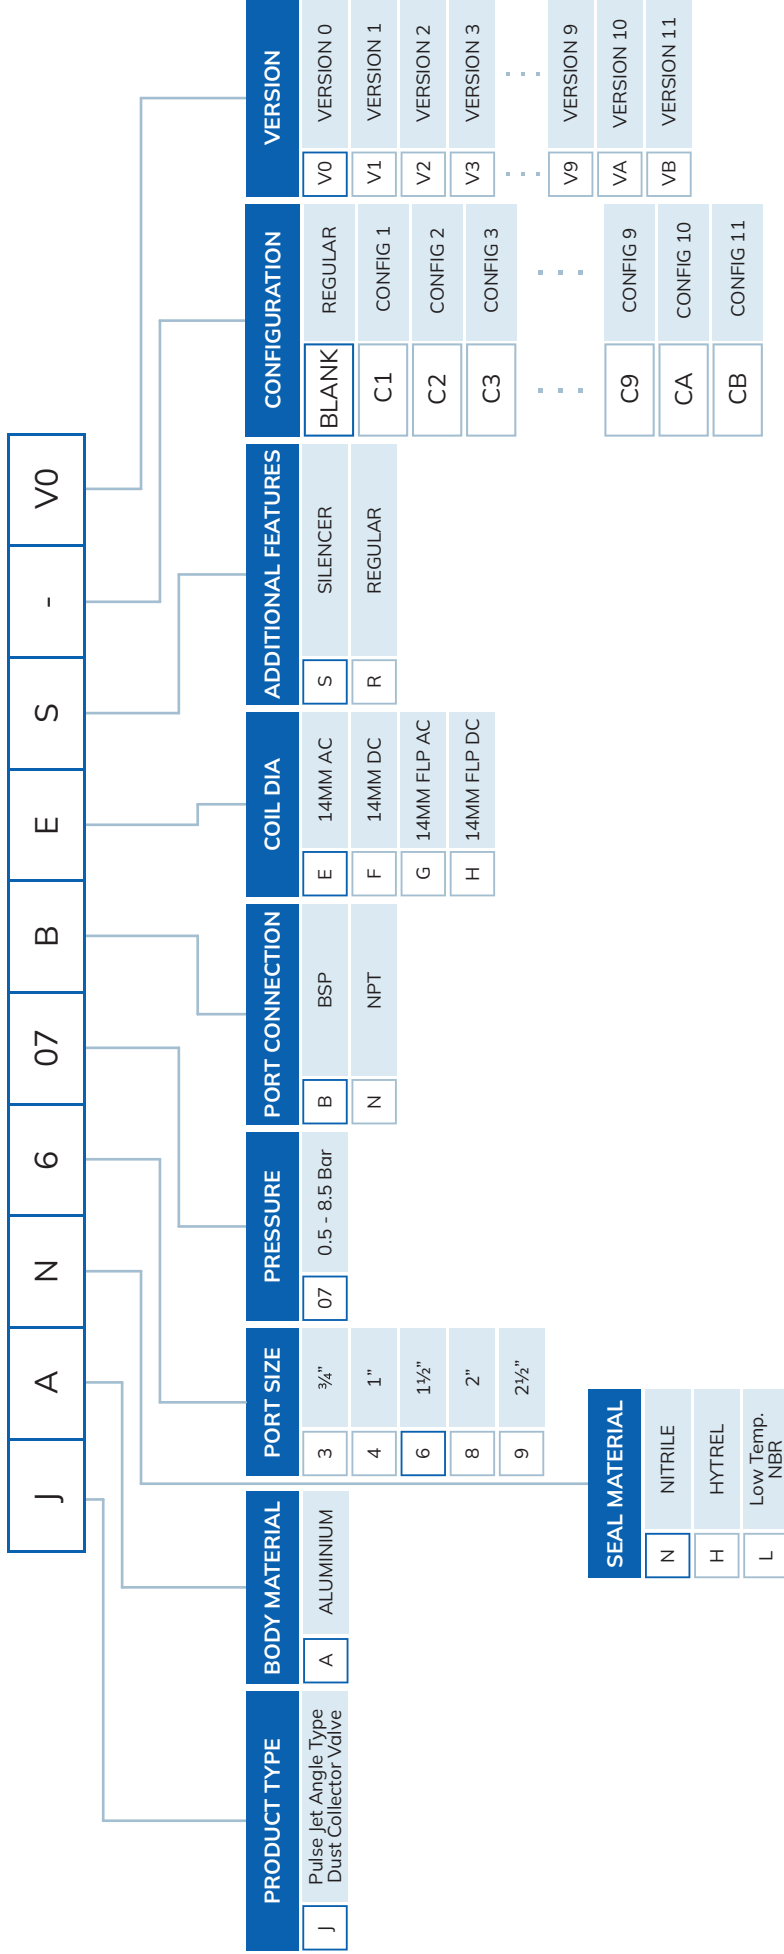 J A N 6 07 B E S - V0
PRODUCT TYPE
J Pulse Jet Angle Type
Dust Collector Valve
BODY MATERIAL
A ALUMINIUM
SEAL MATERIAL
N NITRILE
H HYTREL
L Low Temp.
NBR
PORT SIZE
3 ¾”
4 1”
6 1½”
8 2”
9 2½”
PRESSURE
07 0.5 - 8.5 Bar
PORT CONNECTION
B BSP
N NPT
COIL DIA
E 14MM AC
F 14MM DC
G 14MM FLP AC
H 14MM FLP DC
ADDITIONAL FEATURES
S SILENCER
R REGULAR
CONFIGURATION
BLANK REGULAR
C1 CONFIG 1
C2 CONFIG 2
C3 CONFIG 3
. . . . . .
C9 CONFIG 9
CA CONFIG 10
CB CONFIG 11
VERSION
V0 VERSION 0
V1 VERSION 1
V2 VERSION 2
V3 VERSION 3
. . . . . .
V9 VERSION 9
VA VERSION 10
VB VERSION 11